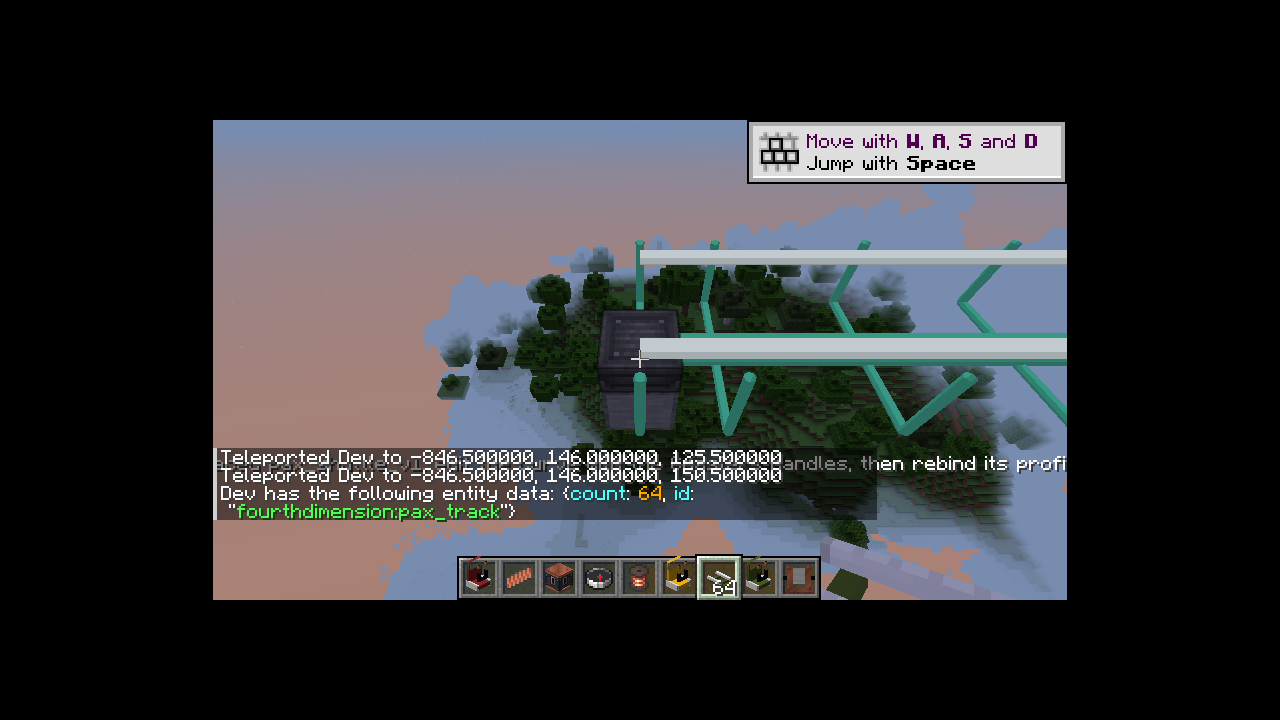 Move with W, A, S and D
Jump with Space
Teleported Dev to -846.500000, 146.000000, 125.500000
andles, then rebind its profi
Teleported Dev to -846.500000, 146.000000, 150.500000
Dev has the following entity data: {count: 64, id:
"fourthdimension:pax_track"}
64